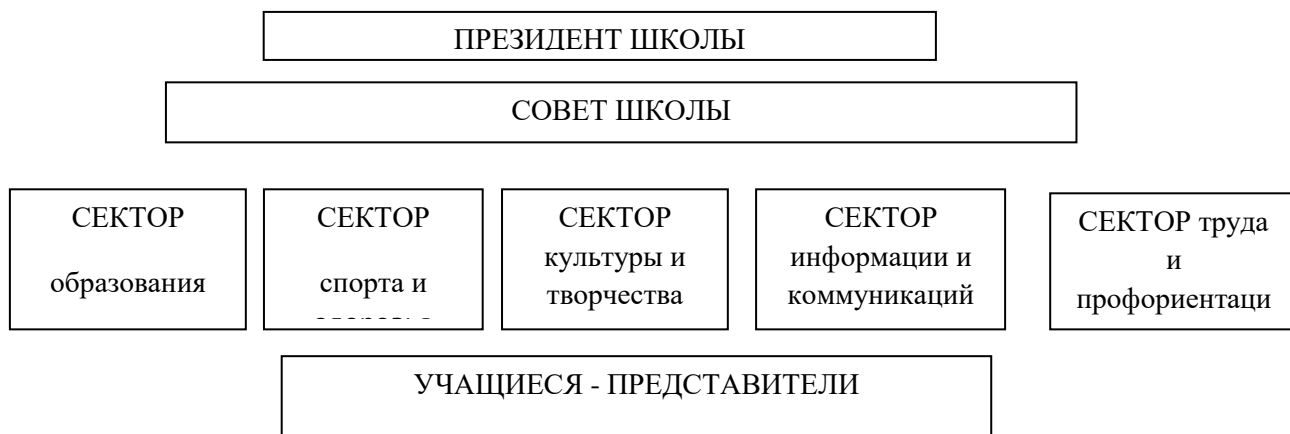 ПРЕЗИДЕНТ ШКОЛЫ
СОВЕТ ШКОЛЫ
СЕКТОР
образования
СЕКТОР
спорта и
СЕКТОР
культуры и
творчества
СЕКТОР
информации и
коммуникаций
СЕКТОР труда
и
профориентаци
УЧАЩИЕСЯ - ПРЕДСТАВИТЕЛИ